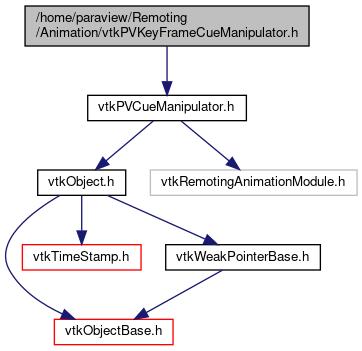 /home/paraview/Remoting
/Animation/vtkPVKeyFrameCueManipulator.h
vtkPVCueManipulator.h
vtkObject.h
vtkRemotingAnimationModule.h
vtkTimeStamp.h
vtkWeakPointerBase.h
vtkObjectBase.h